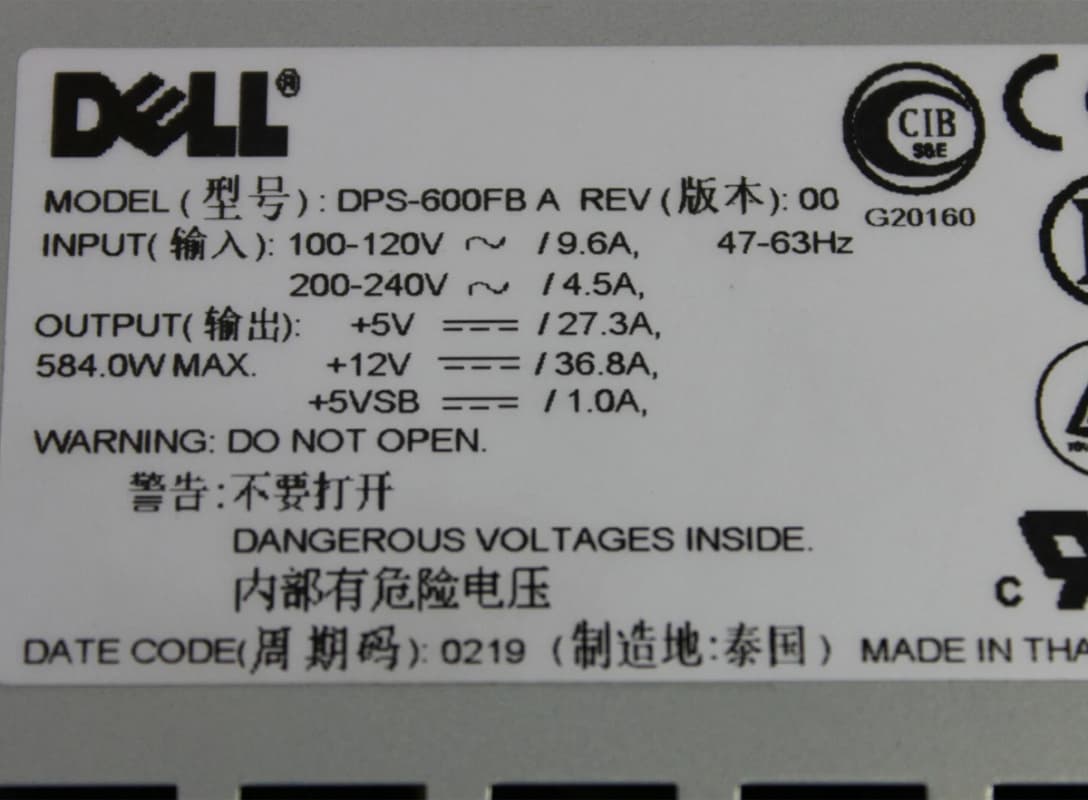 DELL®
CIB
S&E
G20160
MODEL (型号): DPS-600FB A REV (版本): 00
INPUT( 输入): 100-120V ～ / 9.6A, 47-63Hz
200-240V ～ / 4.5A,
OUTPUT( 输出): +5V ⎓ / 27.3A,
584.0W MAX. +12V ⎓ / 36.8A,
+5VSB ⎓ / 1.0A,
WARNING: DO NOT OPEN.
警告:不要打开
DANGEROUS VOLTAGES INSIDE.
内部有危险电压
C
DATE CODE(周期码): 0219 (制造地:泰国) MADE IN THA